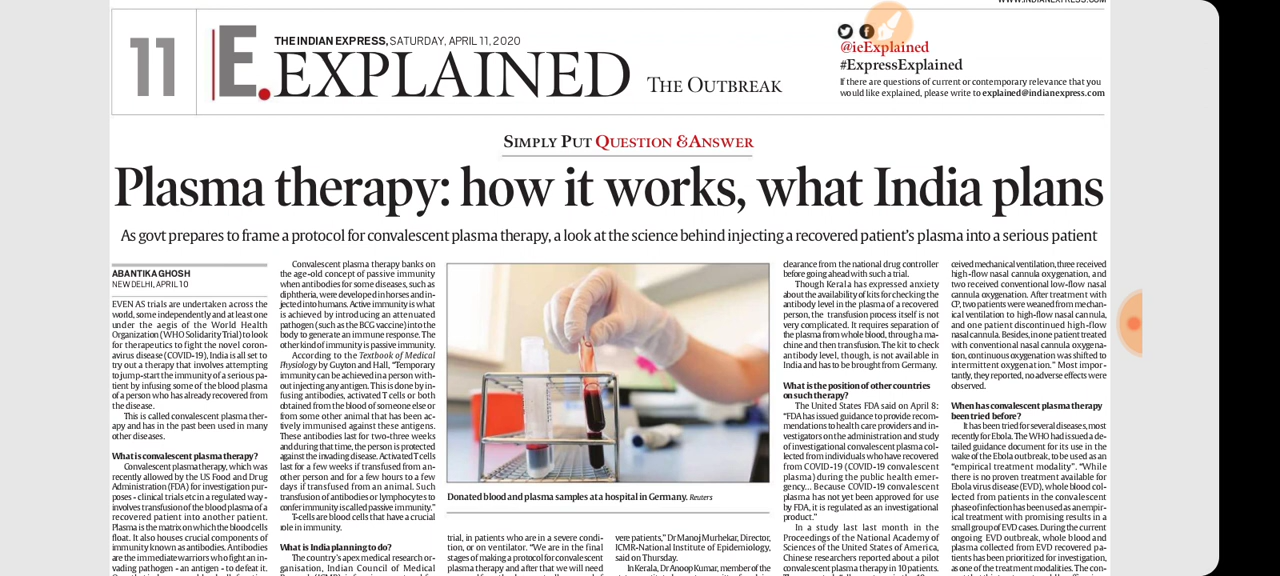 WWW.INDIANEXPRESS.COM
11
E.EXPLAINED
THE INDIAN EXPRESS, SATURDAY, APRIL 11, 2020
THE OUTBREAK
@ieExplained
#ExpressExplained
If there are questions of current or contemporary relevance that you
would like explained, please write to explained@indianexpress.com
SIMPLY PUT QUESTION &ANSWER
Plasma therapy: how it works, what India plans
As govt prepares to frame a protocol for convalescent plasma therapy, a look at the science behind injecting a recovered patient's plasma into a serious patient
ABANTIKA GHOSH
NEW DELHI, APRIL 10
EVEN AS trials are undertaken across the
world, some independently and at least one
under the aegis of the World Health
Organization (WHO Solidarity Trial) to look
for therapeutics to fight the novel coron-
avirus disease (COVID-19), India is all set to
try out a therapy that involves attempting
to jump-start the immunity of a serious pa-
tient by infusing some of the blood plasma
of a person who has already recovered from
the disease.
This is called convalescent plasma ther-
apy and has in the past been used in many
other diseases.
What is convalescent plasma therapy?
Convalescent plasma therapy, which was
recently allowed by the US Food and Drug
Administration (FDA) for investigation pur-
poses - clinical trials etc in a regulated way -
involves transfusion of the blood plasma of a
recovered patient into another patient.
Plasma is the matrix on which the blood cells
float. It also houses crucial components of
immunity known as antibodies. Antibodies
are the immediate warriors who fight an in-
vading pathogen - an antigen - to defeat it.
Convalescent plasma therapy banks on
the age-old concept of passive immunity
when antibodies for some diseases, such as
diphtheria, were developed in horses and in-
jected into humans. Active immunity is what
is achieved by introducing an attenuated
pathogen (such as the BCG vaccine) into the
body to generate an immune response. The
other kind of immunity is passive immunity.
According to the Textbook of Medical
Physiology by Guyton and Hall, "Temporary
immunity can be achieved in a person with-
out injecting any antigen. This is done by in-
fusing antibodies, activated T cells or both
obtained from the blood of someone else or
from some other animal that has been ac-
tively immunised against these antigens.
These antibodies last for two-three weeks
and during that time, the person is protected
against the invading disease. Activated T cells
last for a few weeks if transfused from an-
other person and for a few hours to a few
days if transfused from an animal. Such
transfusion of antibodies or lymphocytes to
confer immunity is called passive immunity."
T-cells are blood cells that have a crucial
role in immunity.
What is India planning to do?
The country's apex medical research or-
ganisation, Indian Council of Medical
Donated blood and plasma samples at a hospital in Germany. Reuters
trial, in patients who are in a severe condi-
tion, or on ventilator. "We are in the final
stages of making a protocol for convalescent
plasma therapy and after that we will need
vere patients," Dr Manoj Murhekar, Director,
ICMR-National Institute of Epidemiology,
said on Thursday.
In Kerala, Dr Anoop Kumar, member of the
clearance from the national drug controller
before going ahead with such a trial.
Though Kerala has expressed anxiety
about the availability of kits for checking the
antibody level in the plasma of a recovered
person, the transfusion process itself is not
very complicated. It requires separation of
the plasma from whole blood, through a ma-
chine and then transfusion. The kit to check
antibody level, though, is not available in
India and has to be brought from Germany.
What is the position of other countries
on such therapy?
The United States FDA said on April 8:
"FDA has issued guidance to provide recom-
mendations to health care providers and in-
vestigators on the administration and study
of investigational convalescent plasma col-
lected from individuals who have recovered
from COVID-19 (COVID-19 convalescent
plasma) during the public health emer-
gency... Because COVID-19 convalescent
plasma has not yet been approved for use
by FDA, it is regulated as an investigational
product."
In a study last last month in the
Proceedings of the National Academy of
Sciences of the United States of America,
Chinese researchers reported about a pilot
convalescent plasma therapy in 10 patients.
ceived mechanical ventilation, three received
high-flow nasal cannula oxygenation, and
two received conventional low-flow nasal
cannula oxygenation. After treatment with
CP, two patients were weaned from mechan-
ical ventilation to high-flow nasal cannula,
and one patient discontinued high-flow
nasal cannula. Besides, in one patient treated
with conventional nasal cannula oxygena-
tion, continuous oxygenation was shifted to
intermittent oxygenation." Most impor-
tantly, they reported, no adverse effects were
observed.
When has convalescent plasma therapy
been tried before?
It has been tried for several diseases, most
recently for Ebola. The WHO had issued a de-
tailed guidance document for its use in the
wake of the Ebola outbreak, to be used as an
"empirical treatment modality". "While
there is no proven treatment available for
Ebola virus disease (EVD), whole blood col-
lected from patients in the convalescent
phase of infection has been used as an empir-
ical treatment with promising results in a
small group of EVD cases. During the current
ongoing EVD outbreak, whole blood and
plasma collected from EVD recovered pa-
tients has been prioritized for investigation,
as one of the treatment modalities. The con-